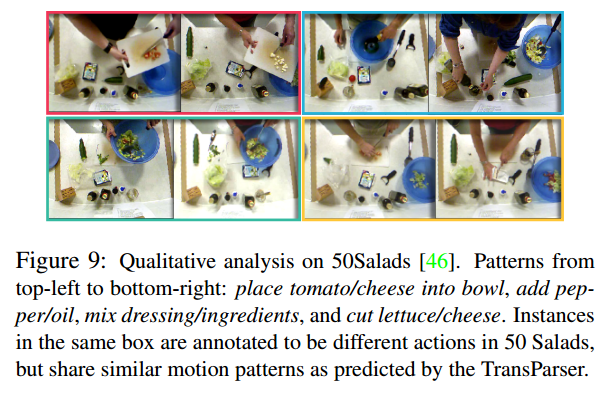 Figure 9: Qualitative analysis on 50Salads [46]. Patterns from
top-left to bottom-right: place tomato/cheese into bowl, add pep-
per/oil, mix dressing/ingredients, and cut lettuce/cheese. Instances
in the same box are annotated to be different actions in 50 Salads,
but share similar motion patterns as predicted by the TransParser.